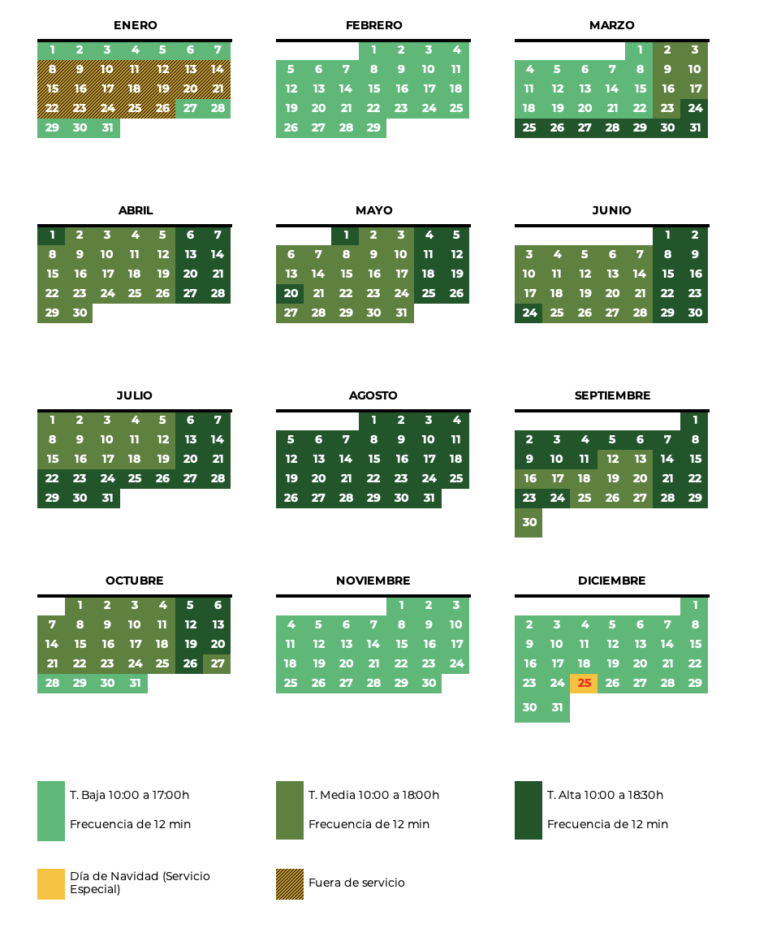 ENERO FEBRERO MARZO
1 2 3 4 5 6 7 1 2 3 4 1 2 3
8 9 10 11 12 13 14 5 6 7 8 9 10 11 4 5 6 7 8 9 10
15 16 17 18 19 20 21 12 13 14 15 16 17 18 11 12 13 14 15 16 17
22 23 24 25 26 27 28 19 20 21 22 23 24 25 18 19 20 21 22 23 24
29 30 31 26 27 28 29 25 26 27 28 29 30 31
ABRIL MAYO JUNIO
1 2 3 4 5 6 7 1 2 3 4 5 1 2
8 9 10 11 12 13 14 6 7 8 9 10 11 12 3 4 5 6 7 8 9
15 16 17 18 19 20 21 13 14 15 16 17 18 19 10 11 12 13 14 15 16
22 23 24 25 26 27 28 20 21 22 23 24 25 26 17 18 19 20 21 22 23
29 30 27 28 29 30 31 24 25 26 27 28 29 30
JULIO AGOSTO SEPTIEMBRE
1 2 3 4 5 6 7 1 2 3 4 1
8 9 10 11 12 13 14 5 6 7 8 9 10 11 2 3 4 5 6 7 8
15 16 17 18 19 20 21 12 13 14 15 16 17 18 9 10 11 12 13 14 15
22 23 24 25 26 27 28 19 20 21 22 23 24 25 16 17 18 19 20 21 22
29 30 31 26 27 28 29 30 31 23 24 25 26 27 28 29
30
OCTUBRE NOVIEMBRE DICIEMBRE
1 2 3 4 5 6 1 2 3 1
7 8 9 10 11 12 13 4 5 6 7 8 9 10 2 3 4 5 6 7 8
14 15 16 17 18 19 20 11 12 13 14 15 16 17 9 10 11 12 13 14 15
21 22 23 24 25 26 27 18 19 20 21 22 23 24 16 17 18 19 20 21 22
28 29 30 31 25 26 27 28 29 30 23 24 25 26 27 28 29
30 31
T. Baja 10:00 a 17:00h T. Media 10:00 a 18:00h T. Alta 10:00 a 18:30h
Frecuencia de 12 min Frecuencia de 12 min Frecuencia de 12 min
Día de Navidad (Servicio
Especial)
Fuera de servicio